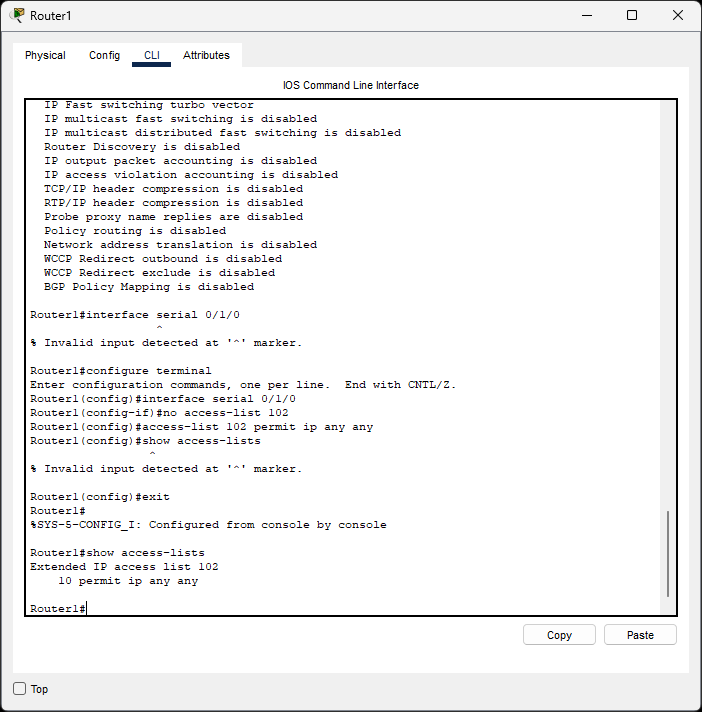 Router1
Physical Config CLI Attributes
IOS Command Line Interface
IP Fast switching turbo vector
IP multicast fast switching is disabled
IP multicast distributed fast switching is disabled
Router Discovery is disabled
IP output packet accounting is disabled
IP access violation accounting is disabled
TCP/IP header compression is disabled
RTP/IP header compression is disabled
Probe proxy name replies are disabled
Policy routing is disabled
Network address translation is disabled
WCCP Redirect outbound is disabled
WCCP Redirect exclude is disabled
BGP Policy Mapping is disabled
Router1#interface serial 0/1/0
^
% Invalid input detected at '^' marker.
Router1#configure terminal
Enter configuration commands, one per line.  End with CNTL/Z.
Router1(config)#interface serial 0/1/0
Router1(config-if)#no access-list 102
Router1(config)#access-list 102 permit ip any any
Router1(config)#show access-lists
^
% Invalid input detected at '^' marker.
Router1(config)#exit
Router1#
%SYS-5-CONFIG_I: Configured from console by console
Router1#show access-lists
Extended IP access list 102
10 permit ip any any
Router1#
Copy Paste
Top